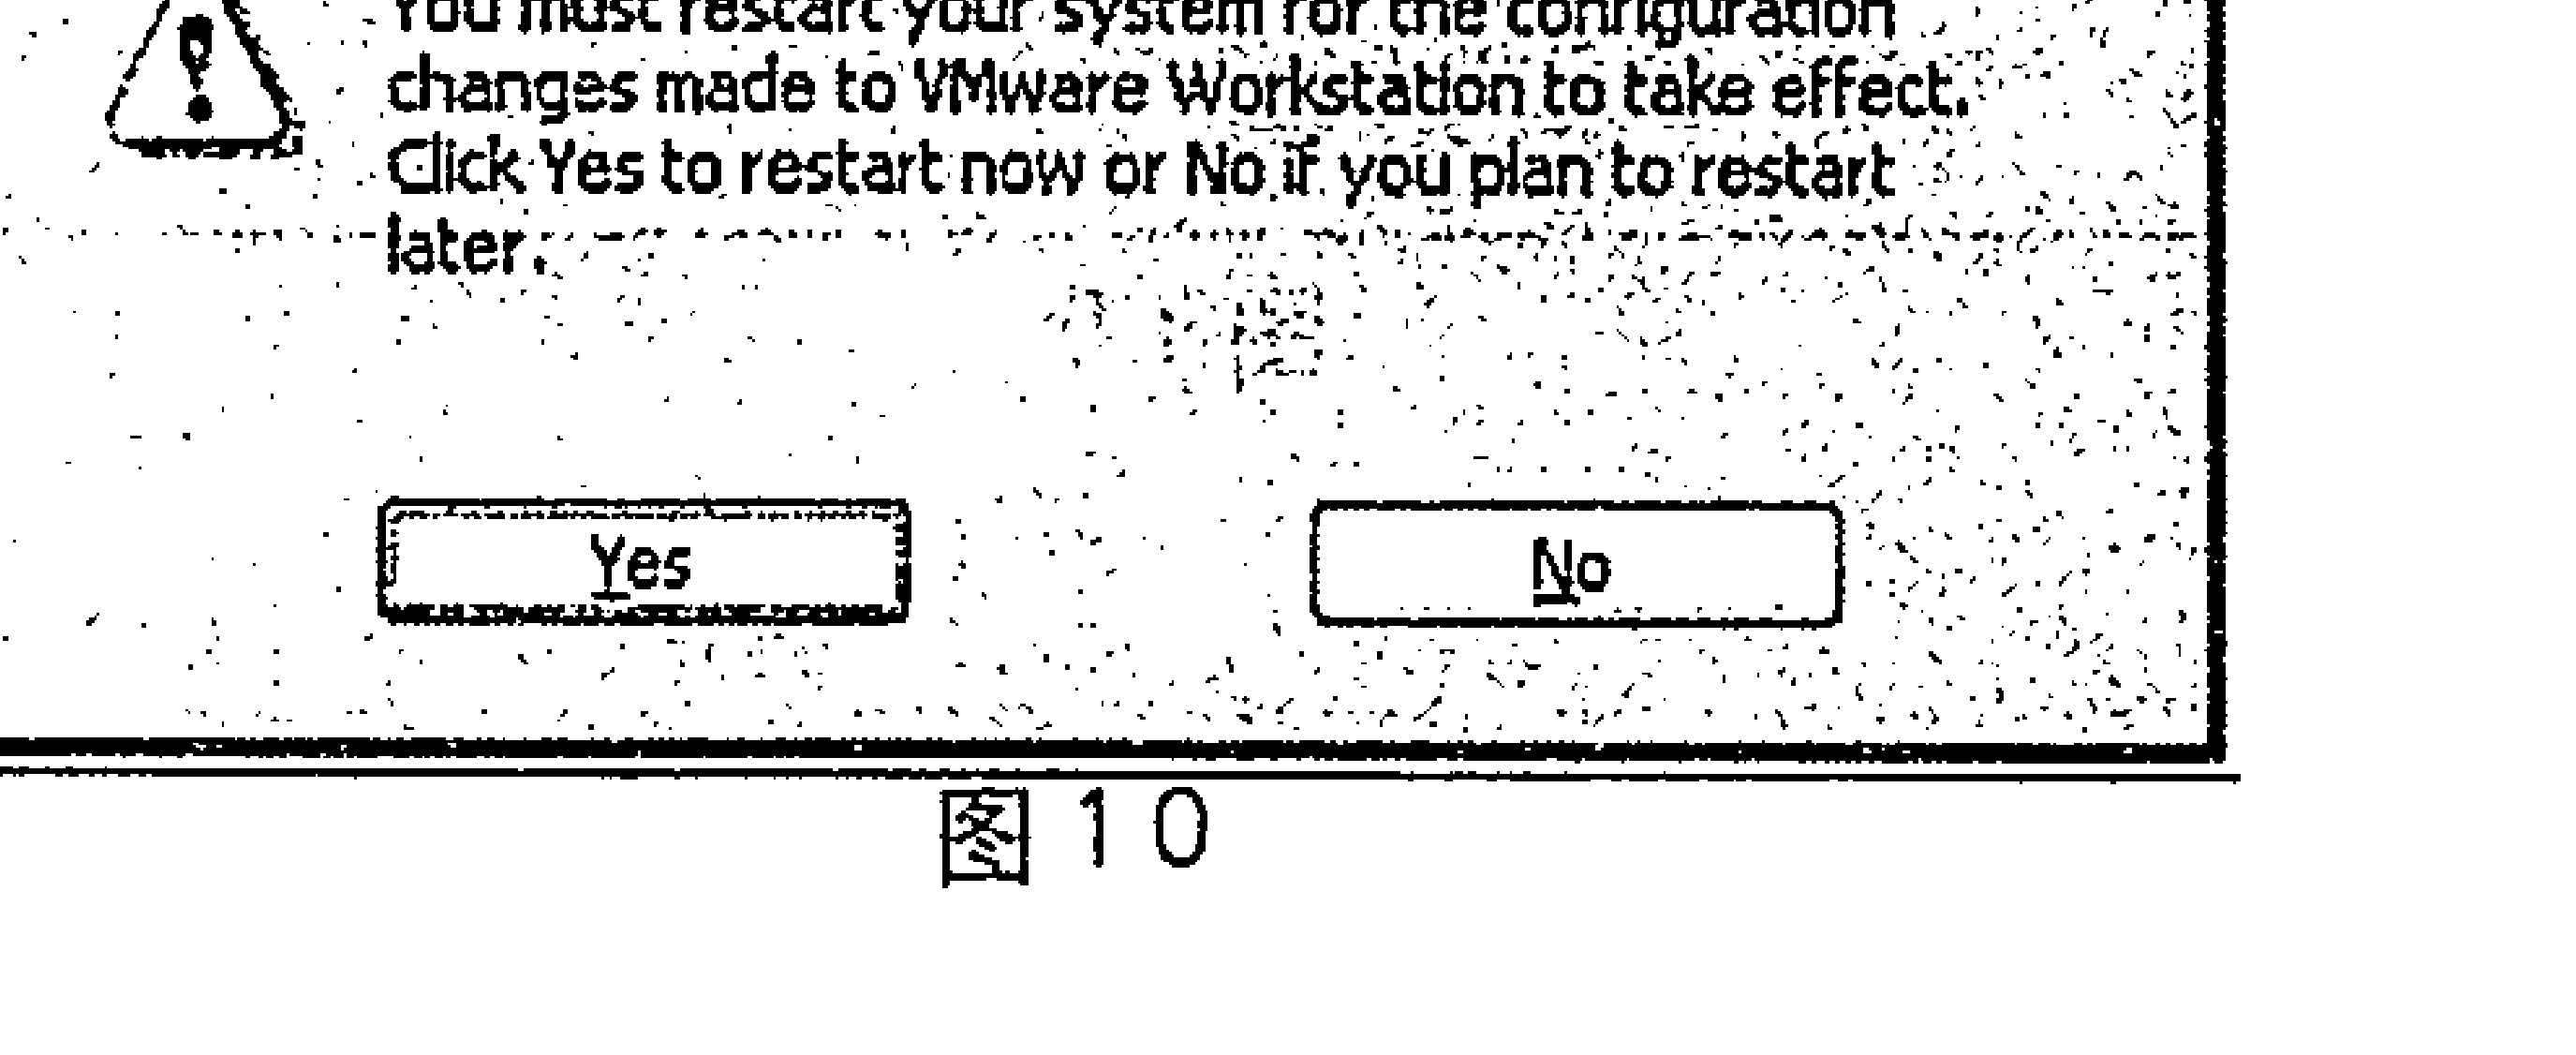 You must restart your system for the configuration
changes made to VMware Workstation to take effect.
Click Yes to restart now or No if you plan to restart
later.
Yes
No
图 10